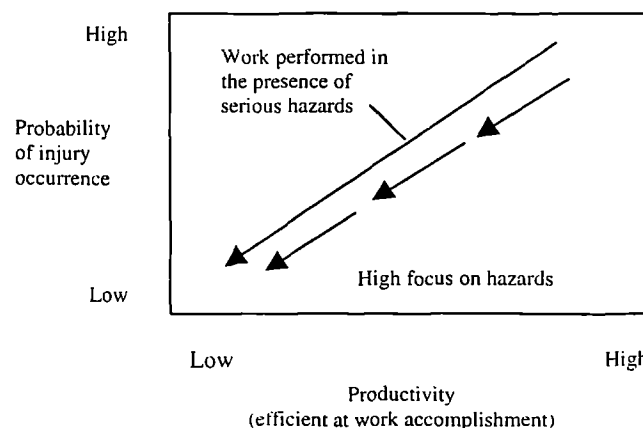 High
Work performed in
the presence of
serious hazards
Probability
of injury
occurrence
High focus on hazards
Low
Low
High
Productivity
(efficient at work accomplishment)